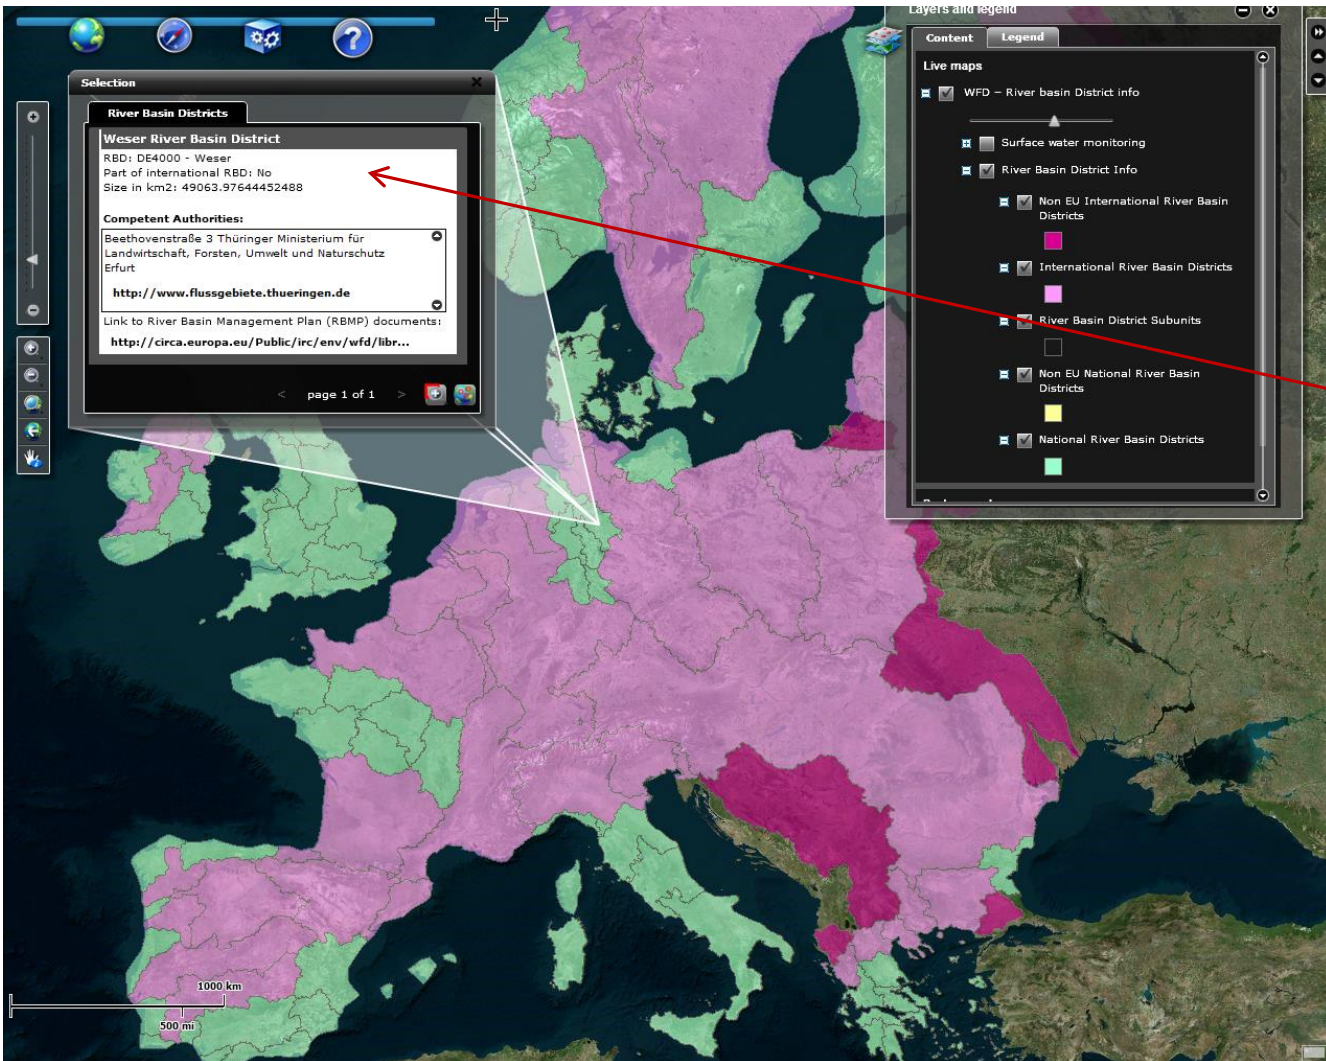 Selection
River Basin Districts
Weser River Basin District
RBD: DE4000 - Weser
Part of international RBD: No
Size in km2: 49063.97644452488
Competent Authorities:
Beethovenstraße 3 Thüringer Ministerium für
Landwirtschaft, Forsten, Umwelt und Naturschutz
Erfurt
http://www.flussgebiete.thueringen.de
Link to River Basin Management Plan (RBMP) documents:
http://circa.europa.eu/Public/irc/env/wfd/libr...
< page 1 of 1 >
Layers and legend
Content Legend
Live maps
WFD – River basin District info
Surface water monitoring
River Basin District Info
Non EU International River Basin
Districts
International River Basin Districts
River Basin District Subunits
Non EU National River Basin
Districts
National River Basin Districts
1000 km
500 mi